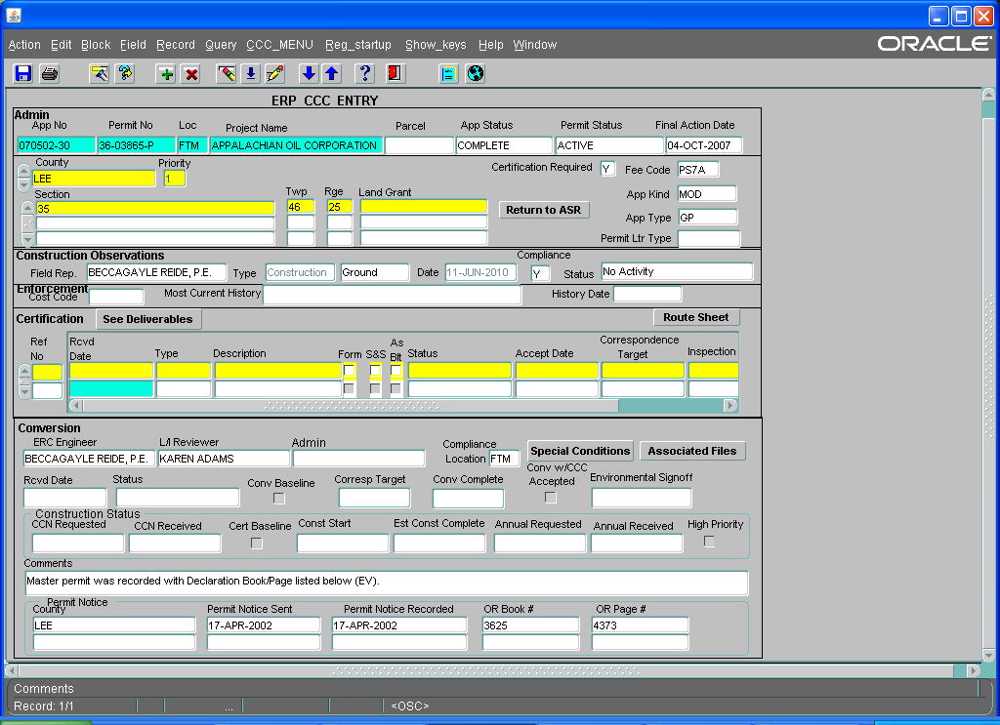 Action Edit Block Field Record Query CCC_MENU Reg_startup Show_keys Help Window ORACLE
ERP CCC ENTRY
Admin
App No Permit No Loc Project Name Parcel App Status Permit Status Final Action Date
070502-30 36-03865-P FTM APPALACHIAN OIL CORPORATION COMPLETE ACTIVE 04-OCT-2007
County Priority Certification Required Y Fee Code PS7A
LEE 1
Section Twp Rge Land Grant App Kind MOD
35 46 25 Return to ASR App Type GP
Permit Ltr Type
Construction Observations Compliance
Field Rep. BECCAGAYLE REIDE, P.E. Type Construction Ground Date 11-JUN-2010 Y Status No Activity
Enforcement
Cost Code Most Current History History Date
Certification See Deliverables Route Sheet
Ref Rcvd As Correspondence
No Date Type Description Form S&S Blt Status Accept Date Target Inspection
Conversion
ERC Engineer L/I Reviewer Admin Compliance
BECCAGAYLE REIDE, P.E. KAREN ADAMS Location FTM Special Conditions Associated Files
Rcvd Date Status Conv Baseline Corresp Target Conv Complete Conv w/CCC Accepted Environmental Signoff
Construction Status
CCN Requested CCN Received Cert Baseline Const Start Est Const Complete Annual Requested Annual Received High Priority
Comments
Master permit was recorded with Declaration Book/Page listed below (EV).
Permit Notice
County Permit Notice Sent Permit Notice Recorded OR Book # OR Page #
LEE 17-APR-2002 17-APR-2002 3625 4373
Comments
Record: 1/1 ... <OSC>